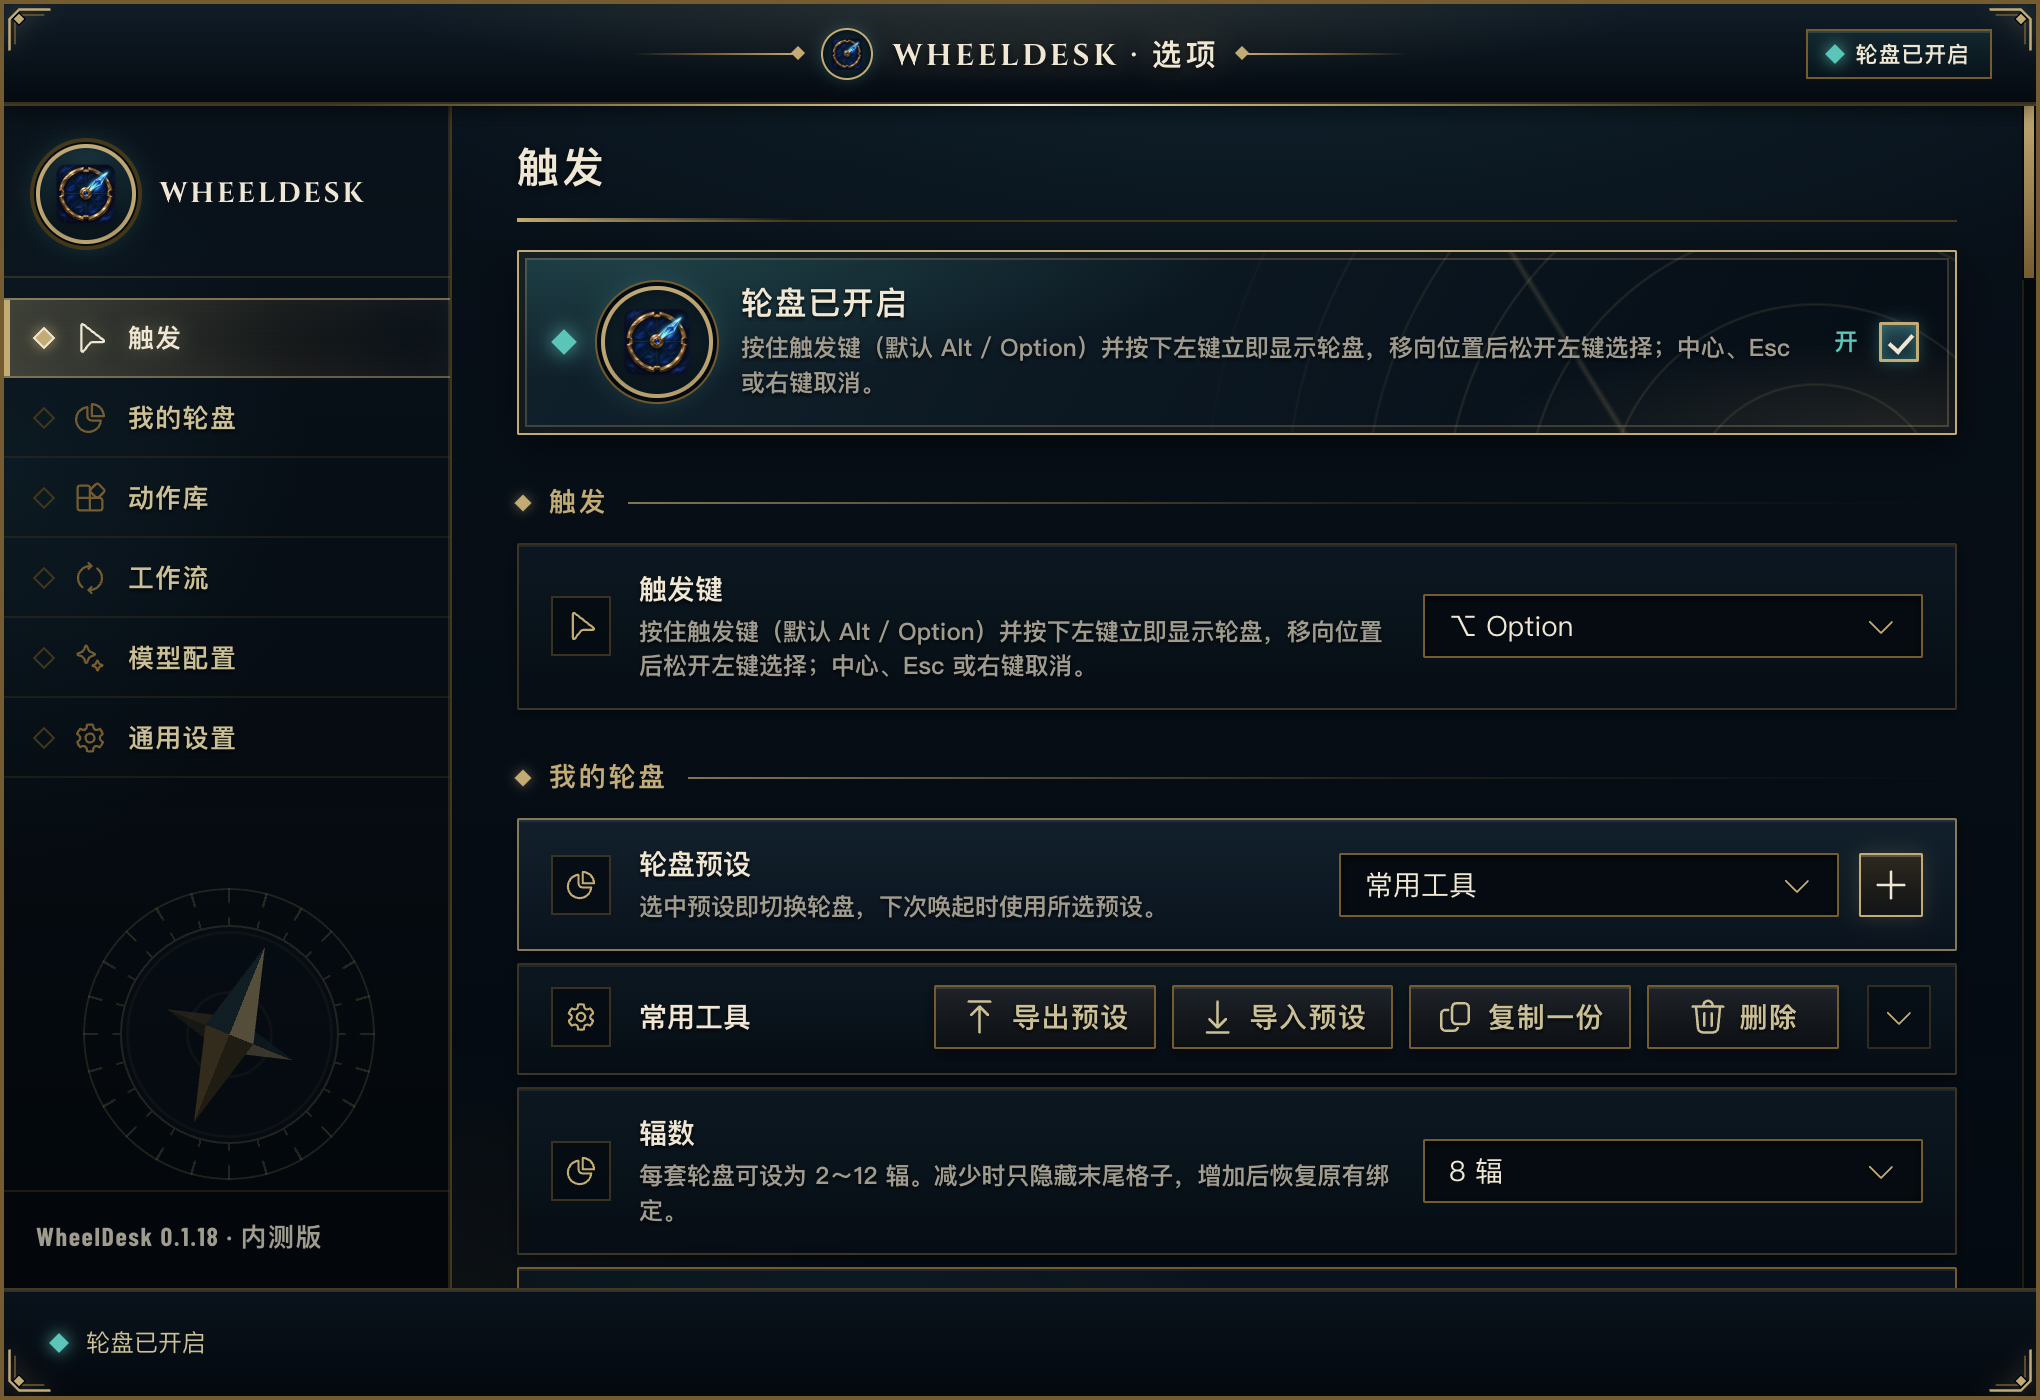 WHEELDESK · 选项
轮盘已开启
WHEELDESK
触发
我的轮盘
动作库
工作流
模型配置
通用设置
WheelDesk 0.1.18 · 内测版
触发
轮盘已开启
按住触发键（默认 Alt / Option）并按下左键立即显示轮盘，移向位置后松开左键选择；中心、Esc
或右键取消。
开
触发
触发键
按住触发键（默认 Alt / Option）并按下左键立即显示轮盘，移向位置
后松开左键选择；中心、Esc 或右键取消。
⌥ Option
我的轮盘
轮盘预设
选中预设即切换轮盘，下次唤起时使用所选预设。
常用工具
常用工具
导出预设
导入预设
复制一份
删除
辐数
每套轮盘可设为 2～12 辐。减少时只隐藏末尾格子，增加后恢复原有绑
定。
8 辐
轮盘已开启